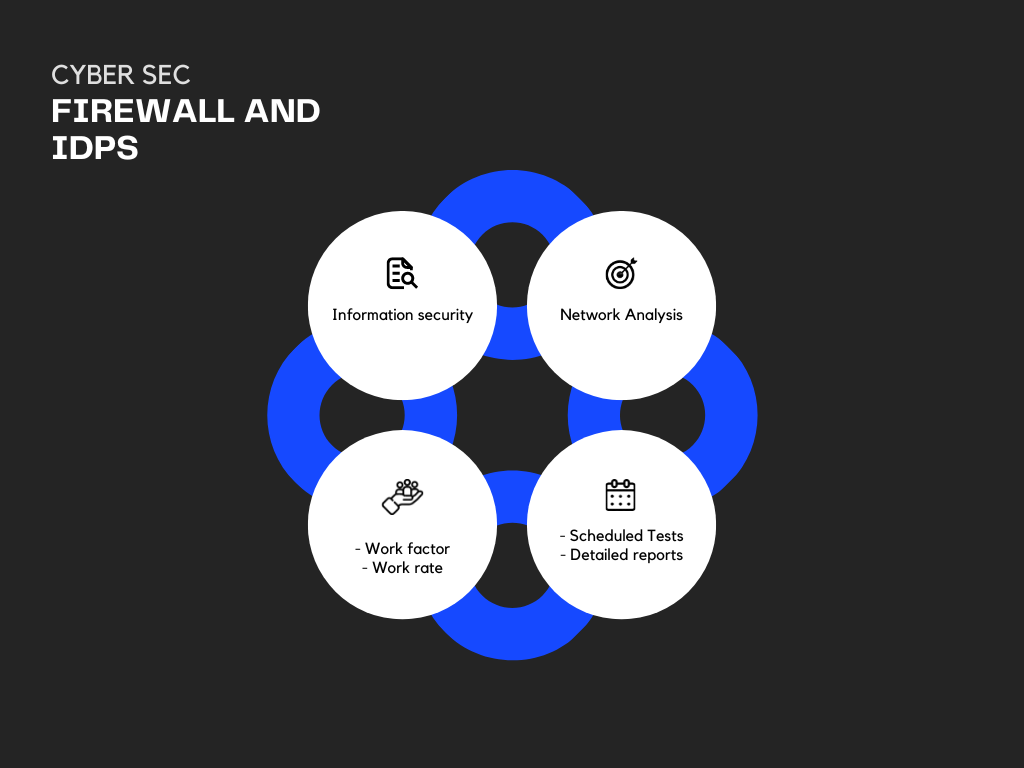 CYBER SEC
FIREWALL AND
IDPS
Information security
Network Analysis
- Work factor
- Work rate
- Scheduled Tests
- Detailed reports